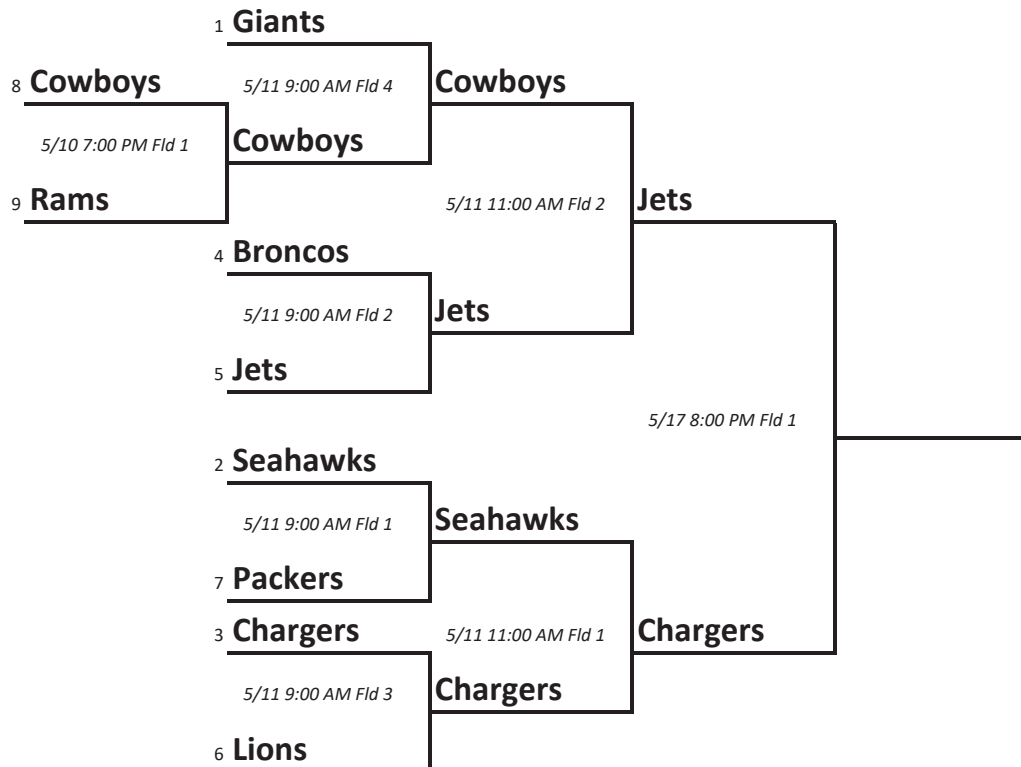 1 Giants
8 Cowboys
5/11 9:00 AM Fld 4
Cowboys
5/10 7:00 PM Fld 1
Cowboys
9 Rams
5/11 11:00 AM Fld 2
Jets
4 Broncos
5/11 9:00 AM Fld 2
Jets
5 Jets
5/17 8:00 PM Fld 1
2 Seahawks
5/11 9:00 AM Fld 1
Seahawks
7 Packers
3 Chargers
5/11 11:00 AM Fld 1
Chargers
5/11 9:00 AM Fld 3
Chargers
6 Lions